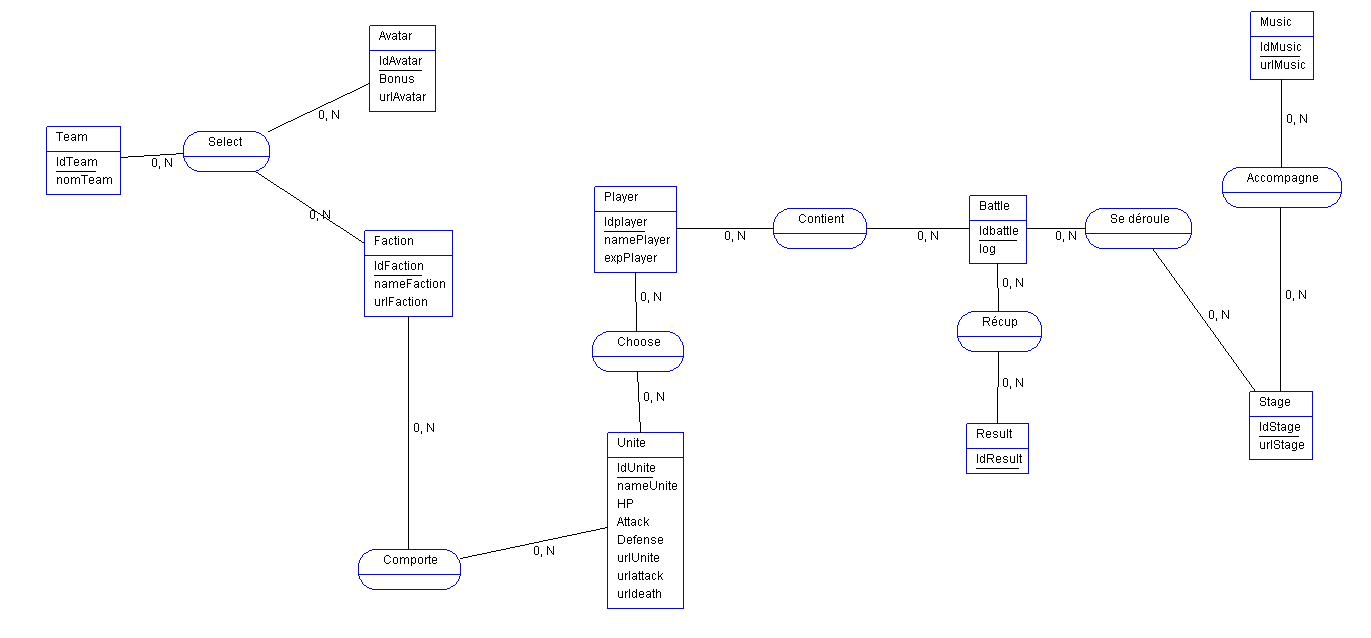 Avatar
IdAvatar
Bonus
urlAvatar
0, N
Team
IdTeam
nomTeam
0, N
Select
0, N
Faction
IdFaction
nameFaction
urlFaction
0, N
Comporte
0, N
Player
Idplayer
namePlayer
expPlayer
0, N
Choose
0, N
Unite
IdUnite
nameUnite
HP
Attack
Defense
urlUnite
urlattack
urldeath
0, N
Contient
0, N
Battle
Idbattle
log
0, N
Récup
0, N
Result
IdResult
0, N
Se déroule
0, N
Music
IdMusic
urlMusic
0, N
Accompagne
0, N
Stage
IdStage
urlStage